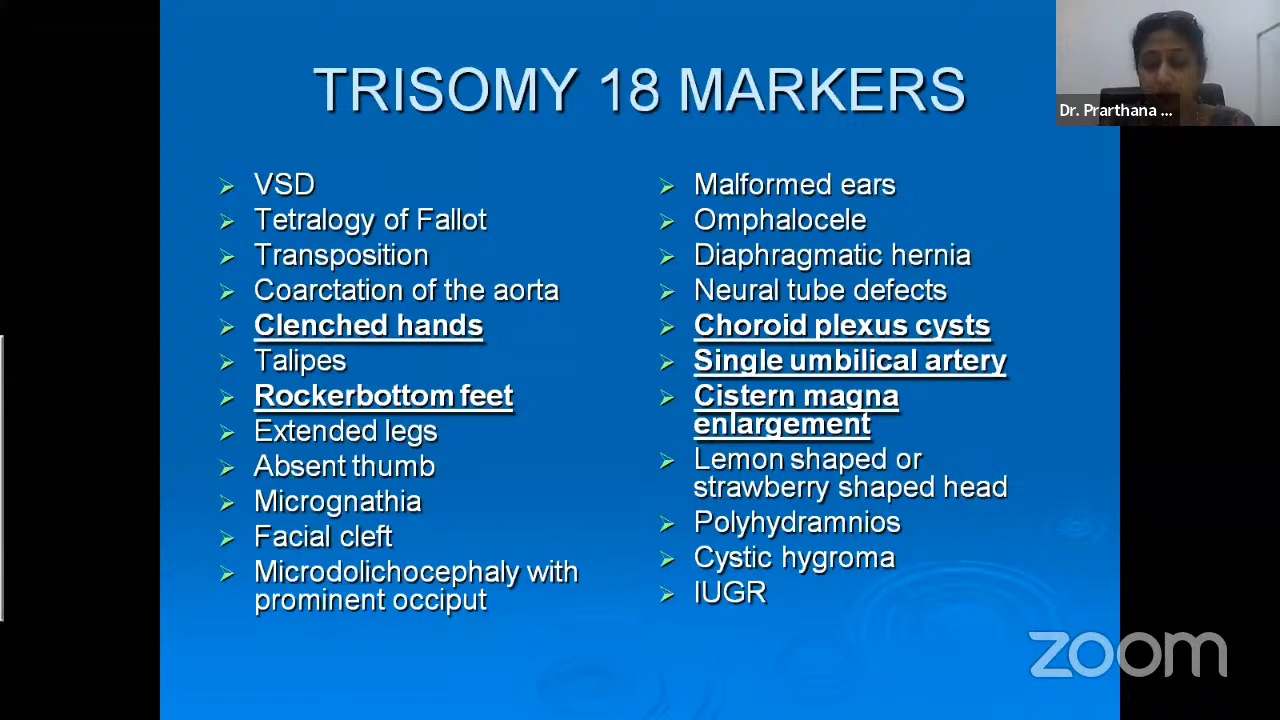 TRISOMY 18 MARKERS
Dr. Prarthana ...
VSD
Tetralogy of Fallot
Transposition
Coarctation of the aorta
Clenched hands
Talipes
Rockerbottom feet
Extended legs
Absent thumb
Micrognathia
Facial cleft
Microdolichocephaly with
prominent occiput
Malformed ears
Omphalocele
Diaphragmatic hernia
Neural tube defects
Choroid plexus cysts
Single umbilical artery
Cistern magna
enlargement
Lemon shaped or
strawberry shaped head
Polyhydramnios
Cystic hygroma
IUGR
zoom